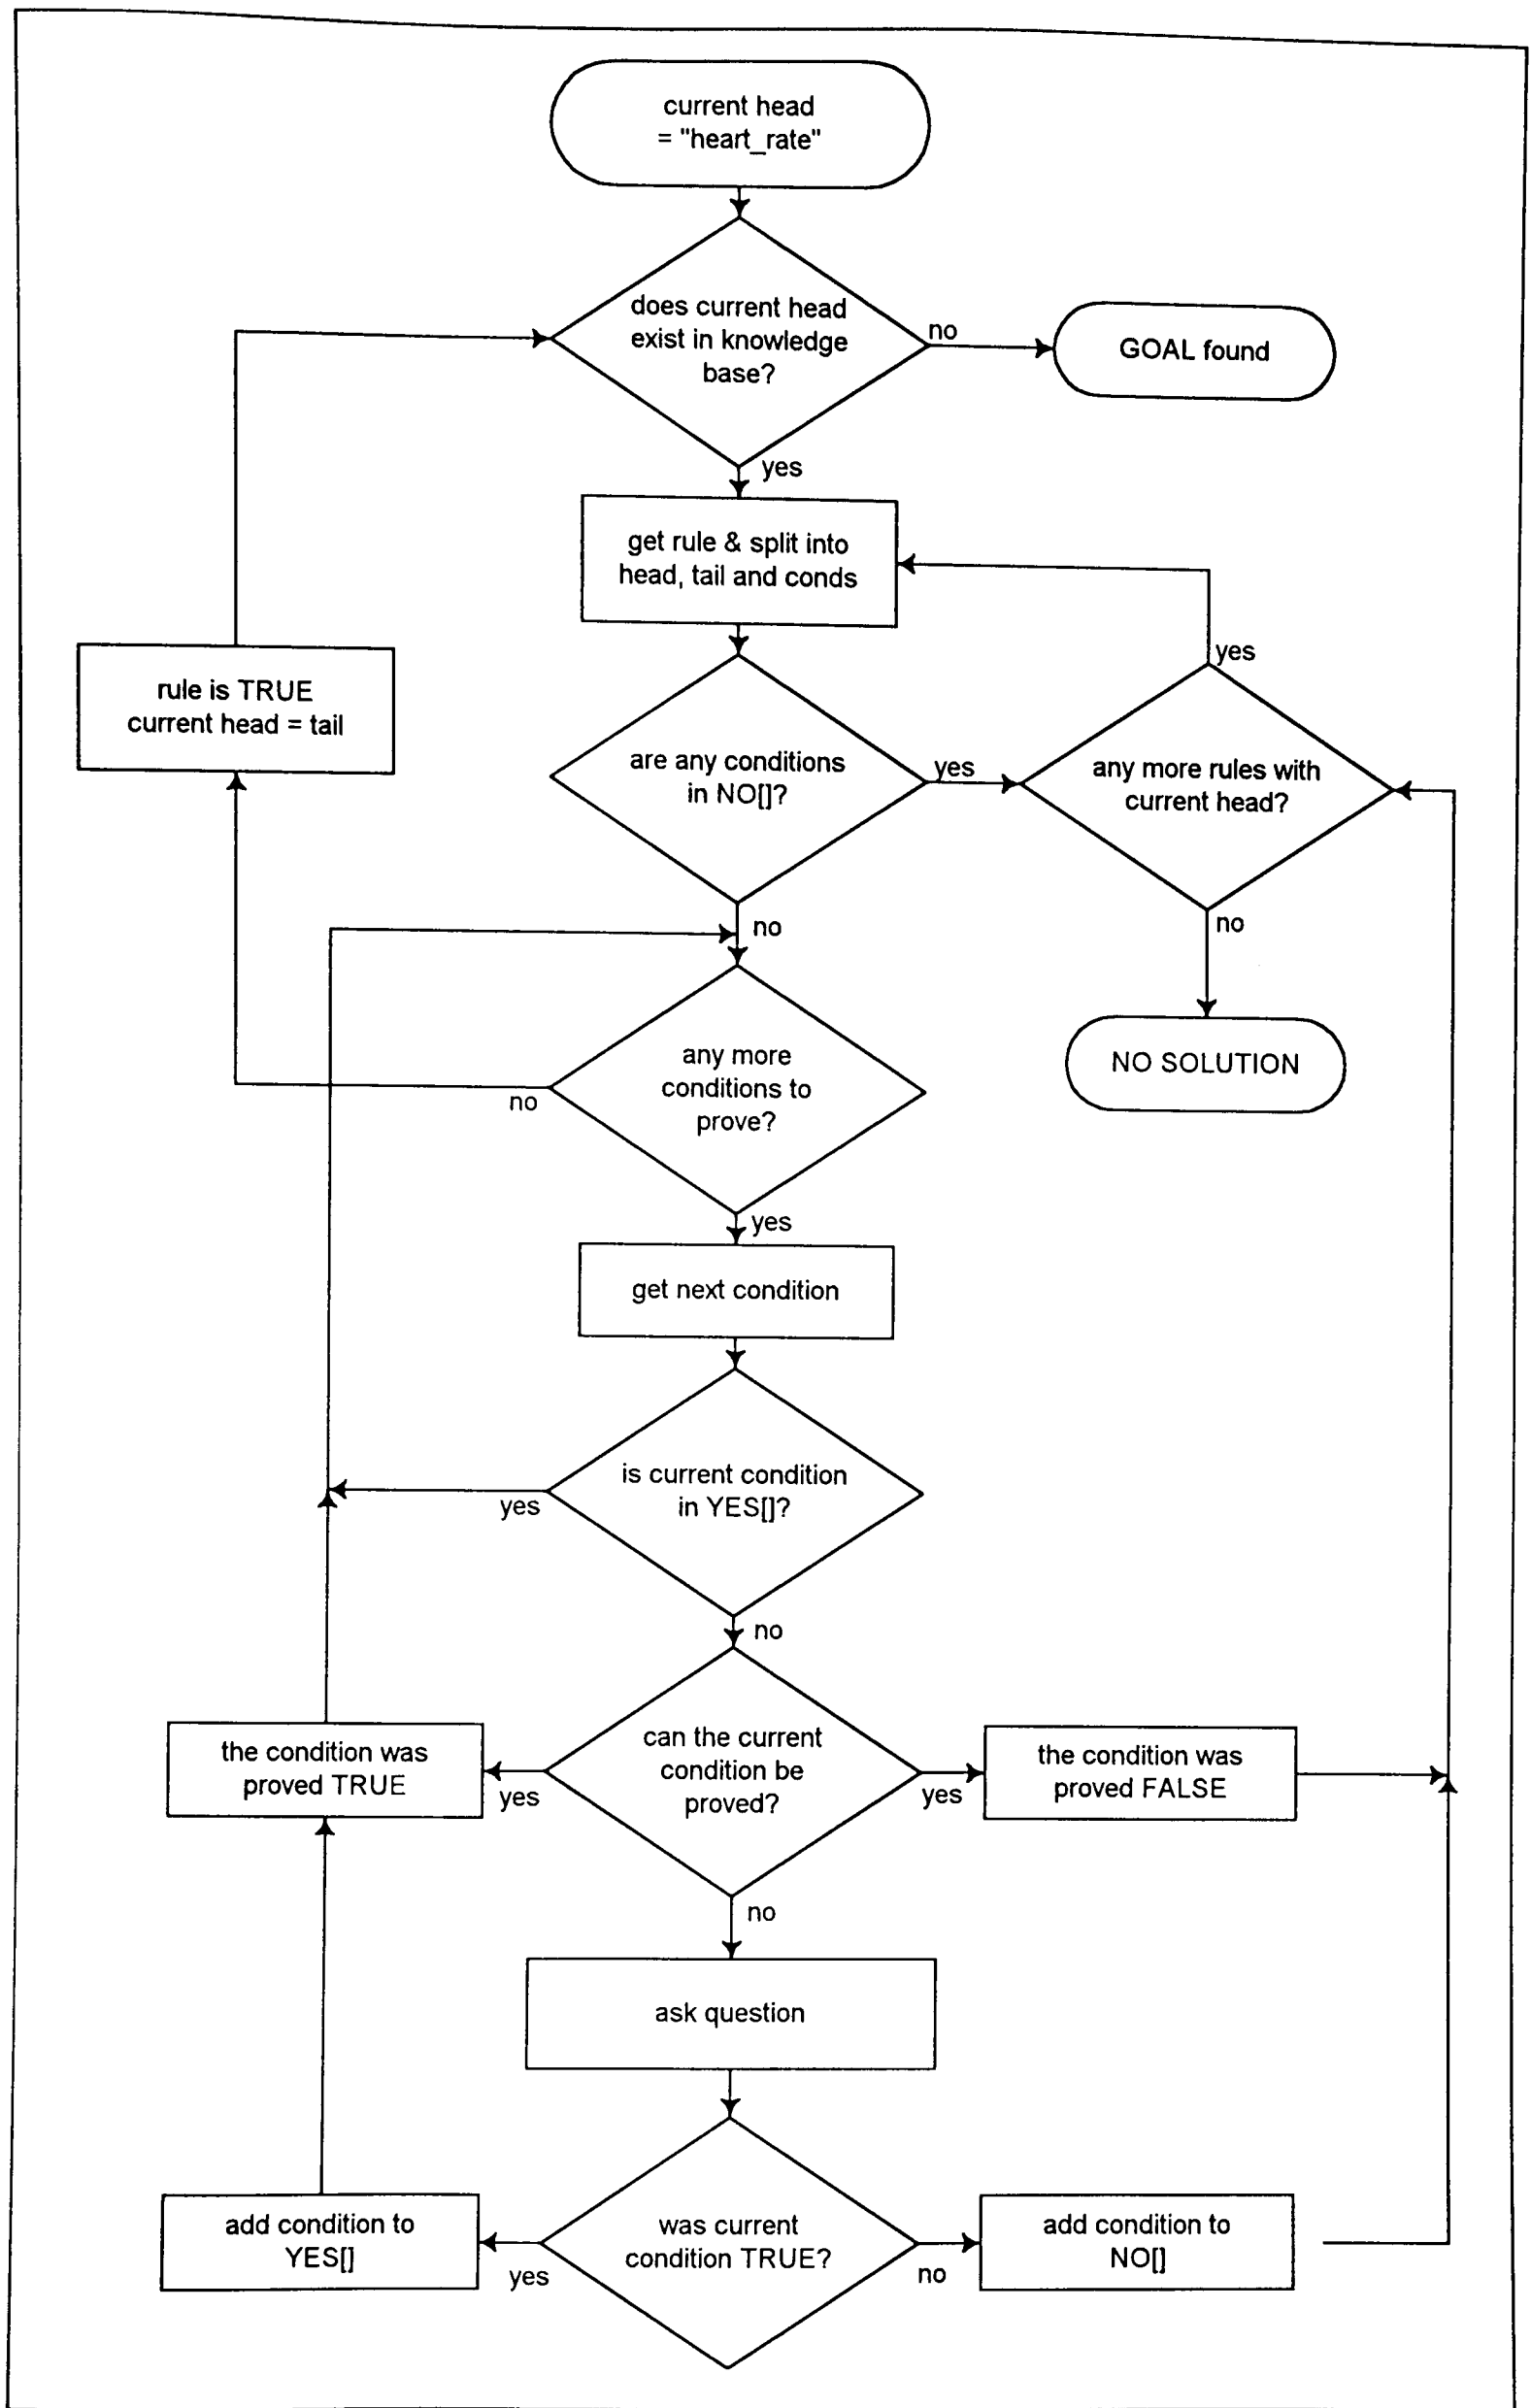 current head
= "heart_rate"
does current head
exist in knowledge
base?
no
GOAL found
yes
get rule & split into
head, tail and conds
rule is TRUE
current head = tail
yes
are any conditions
in NO[]?
yes
any more rules with
current head?
no
no
any more
conditions to
prove?
no
NO SOLUTION
yes
get next condition
is current condition
in YES[]?
yes
no
the condition was
proved TRUE
yes
can the current
condition be
proved?
yes
the condition was
proved FALSE
no
ask question
add condition to
YES[]
yes
was current
condition TRUE?
no
add condition to
NO[]